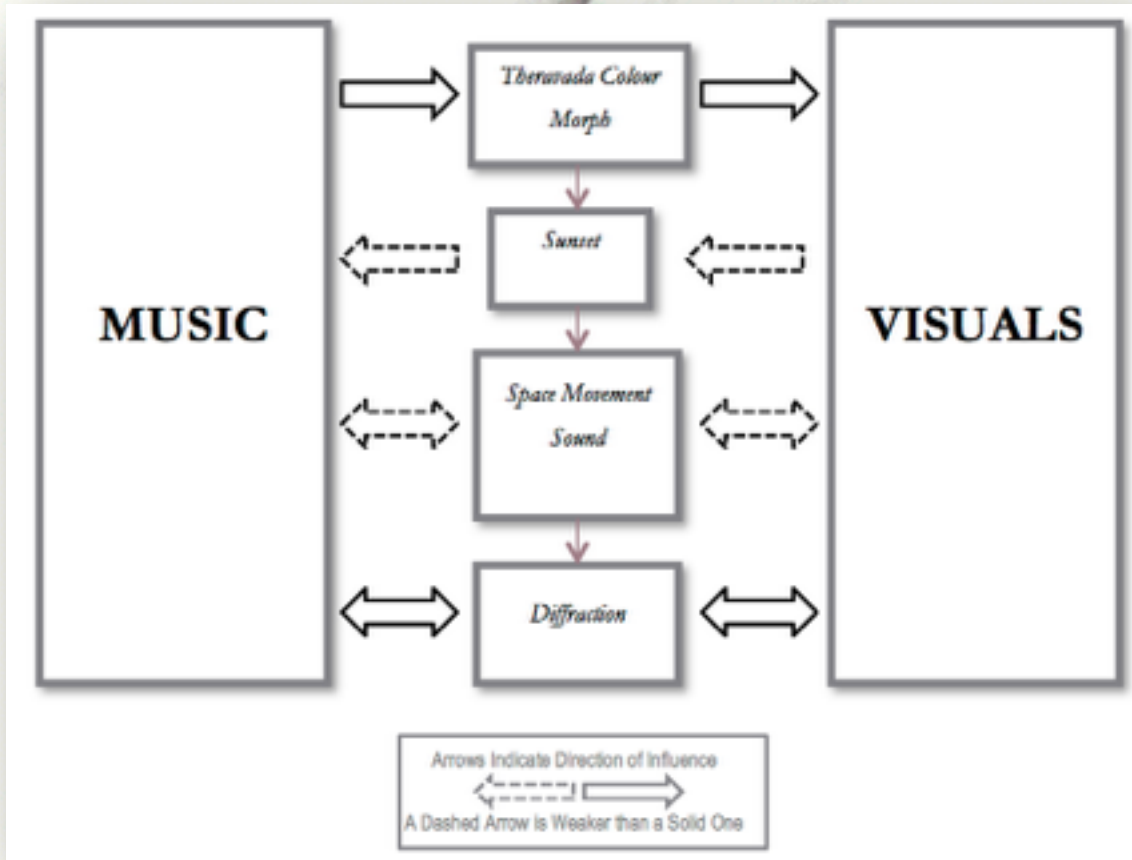 MUSIC
Theravada Colour
Morph
Sunset
Space Movement
Sound
Diffraction
VISUALS
Arrows Indicate Direction of Influence
A Dashed Arrow is Weaker than a Solid One